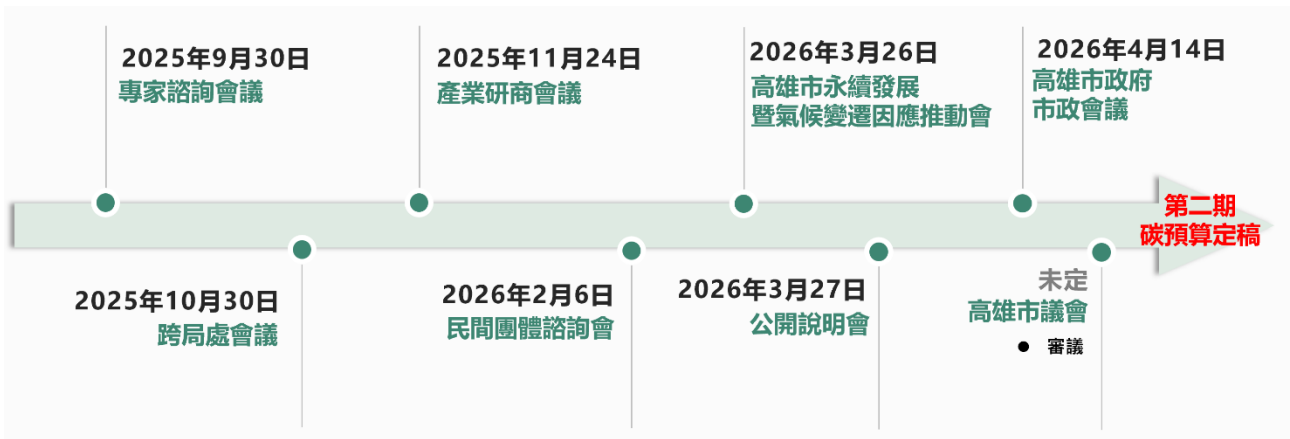 2025年9月30日
專家諮詢會議
2025年11月24日
產業研商會議
2026年3月26日
高雄市永續發展
暨氣候變遷因應推動會
2026年4月14日
高雄市政府
市政會議
第二期
碳預算定稿
2025年10月30日
跨局處會議
2026年2月6日
民間團體諮詢會
2026年3月27日
公開說明會
未定
高雄市議會
● 審議